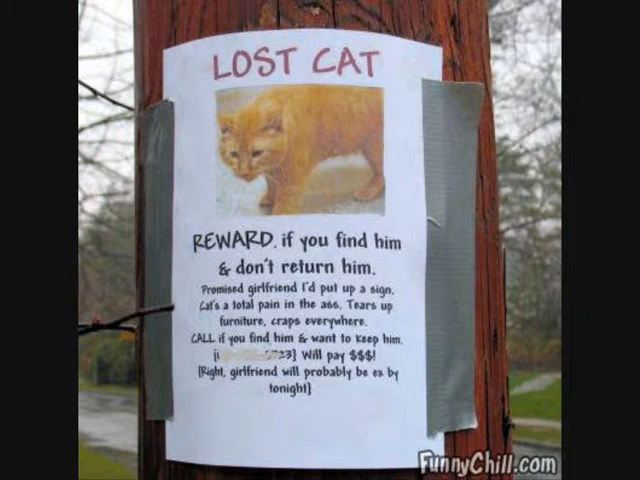 LOST CAT
REWARD. if you find him
& don't return him.
Promised girlfriend I'd put up a sign.
Cat's a total pain in the ass. Tears up
furniture, craps everywhere.
CALL if you find him & want to keep him.
23] Will pay $$$!
[Right, girlfriend will probably be ex by
tonight]
FunnyChill.com